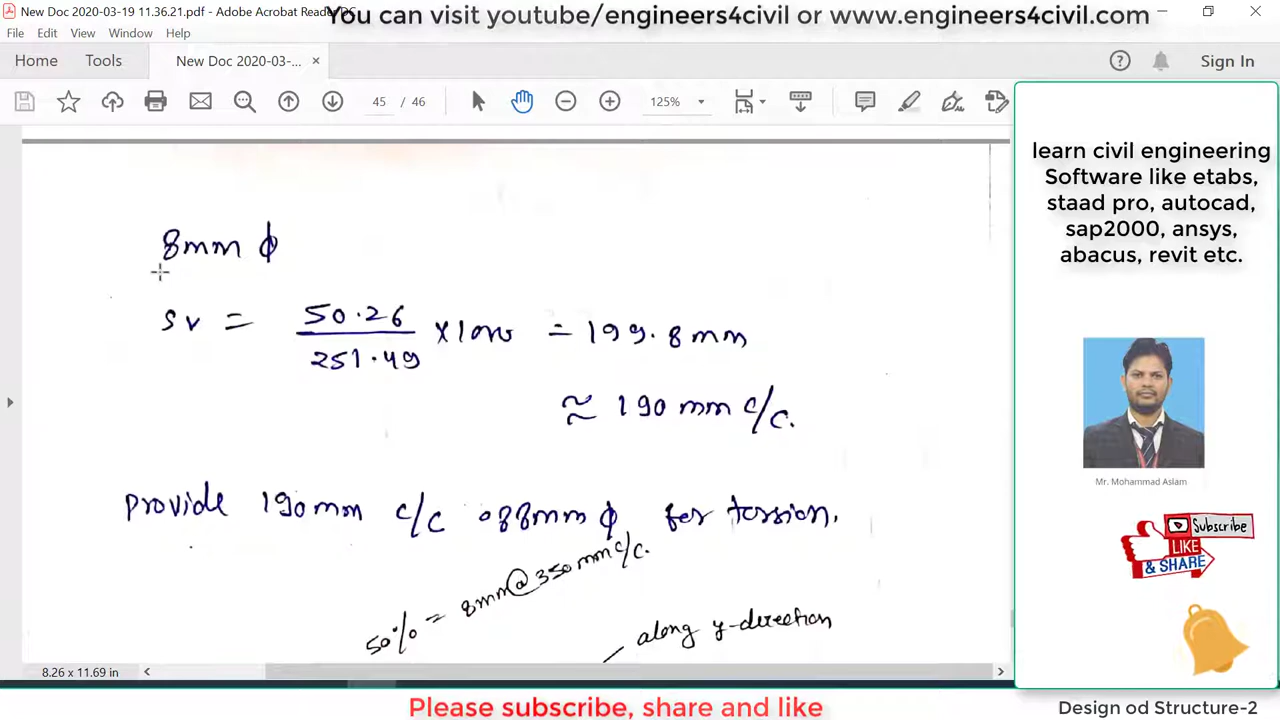 New Doc 2020-03-19 11.36.21.pdf - Adobe Acrobat Reader DC
You can visit youtube/engineers4civil or www.engineers4civil.com
File Edit View Window Help
Home Tools New Doc 2020-03-... × Sign In
45 / 46 125%
learn civil engineering
Software like etabs,
staad pro, autocad,
sap2000, ansys,
abacus, revit etc.
8mm ϕ
sv = 50.26 / 251.49 × 1000 = 199.8 mm
≈ 190 mm c/c.
Provide 190mm c/c of 8mm ϕ for torsion.
50% = 8mm@350mm c/c.
along y-direction
Mr. Mohammad Aslam
Subscribe
LIKE
& SHARE
8.26 x 11.69 in
Please subscribe, share and like
Design od Structure-2